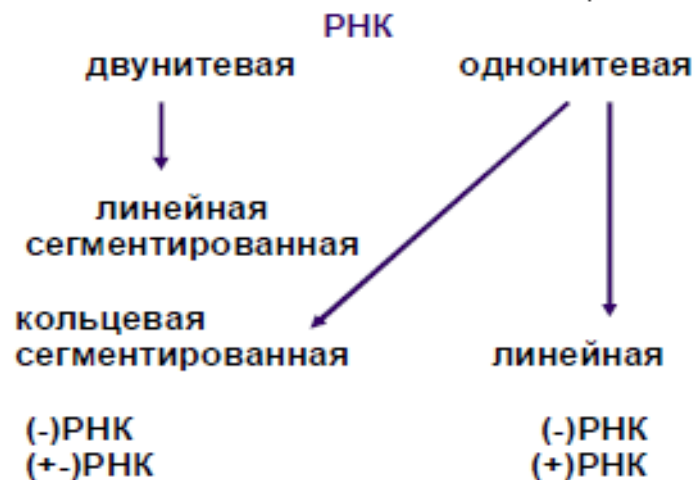 РНК
двунитевая
однонитевая
линейная
сегментированная
кольцевая
сегментированная
линейная
(-)РНК
(+-)РНК
(-)РНК
(+)РНК